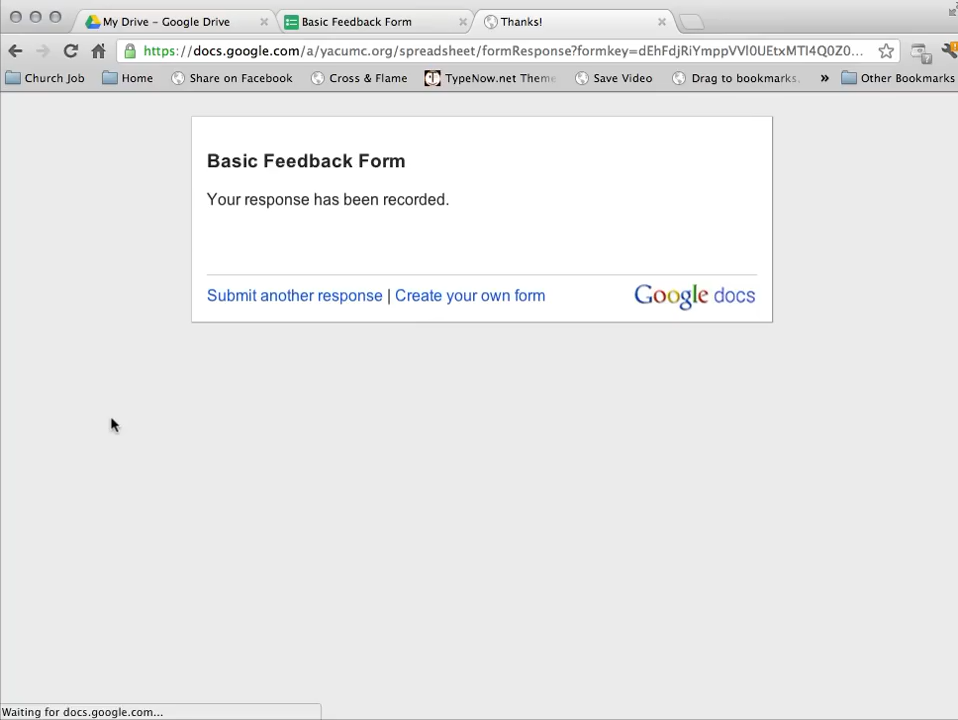 My Drive – Google Drive
Basic Feedback Form
Thanks!
https://docs.google.com/a/yacumc.org/spreadsheet/formResponse?formkey=dEhFdjRiYmppVVl0UEtxMTl4Q0Z0...
Church Job
Home
Share on Facebook
Cross & Flame
TypeNow.net Theme
Save Video
Drag to bookmarks.
»
Other Bookmarks
Basic Feedback Form
Your response has been recorded.
Submit another response | Create your own form
Google docs
Waiting for docs.google.com...